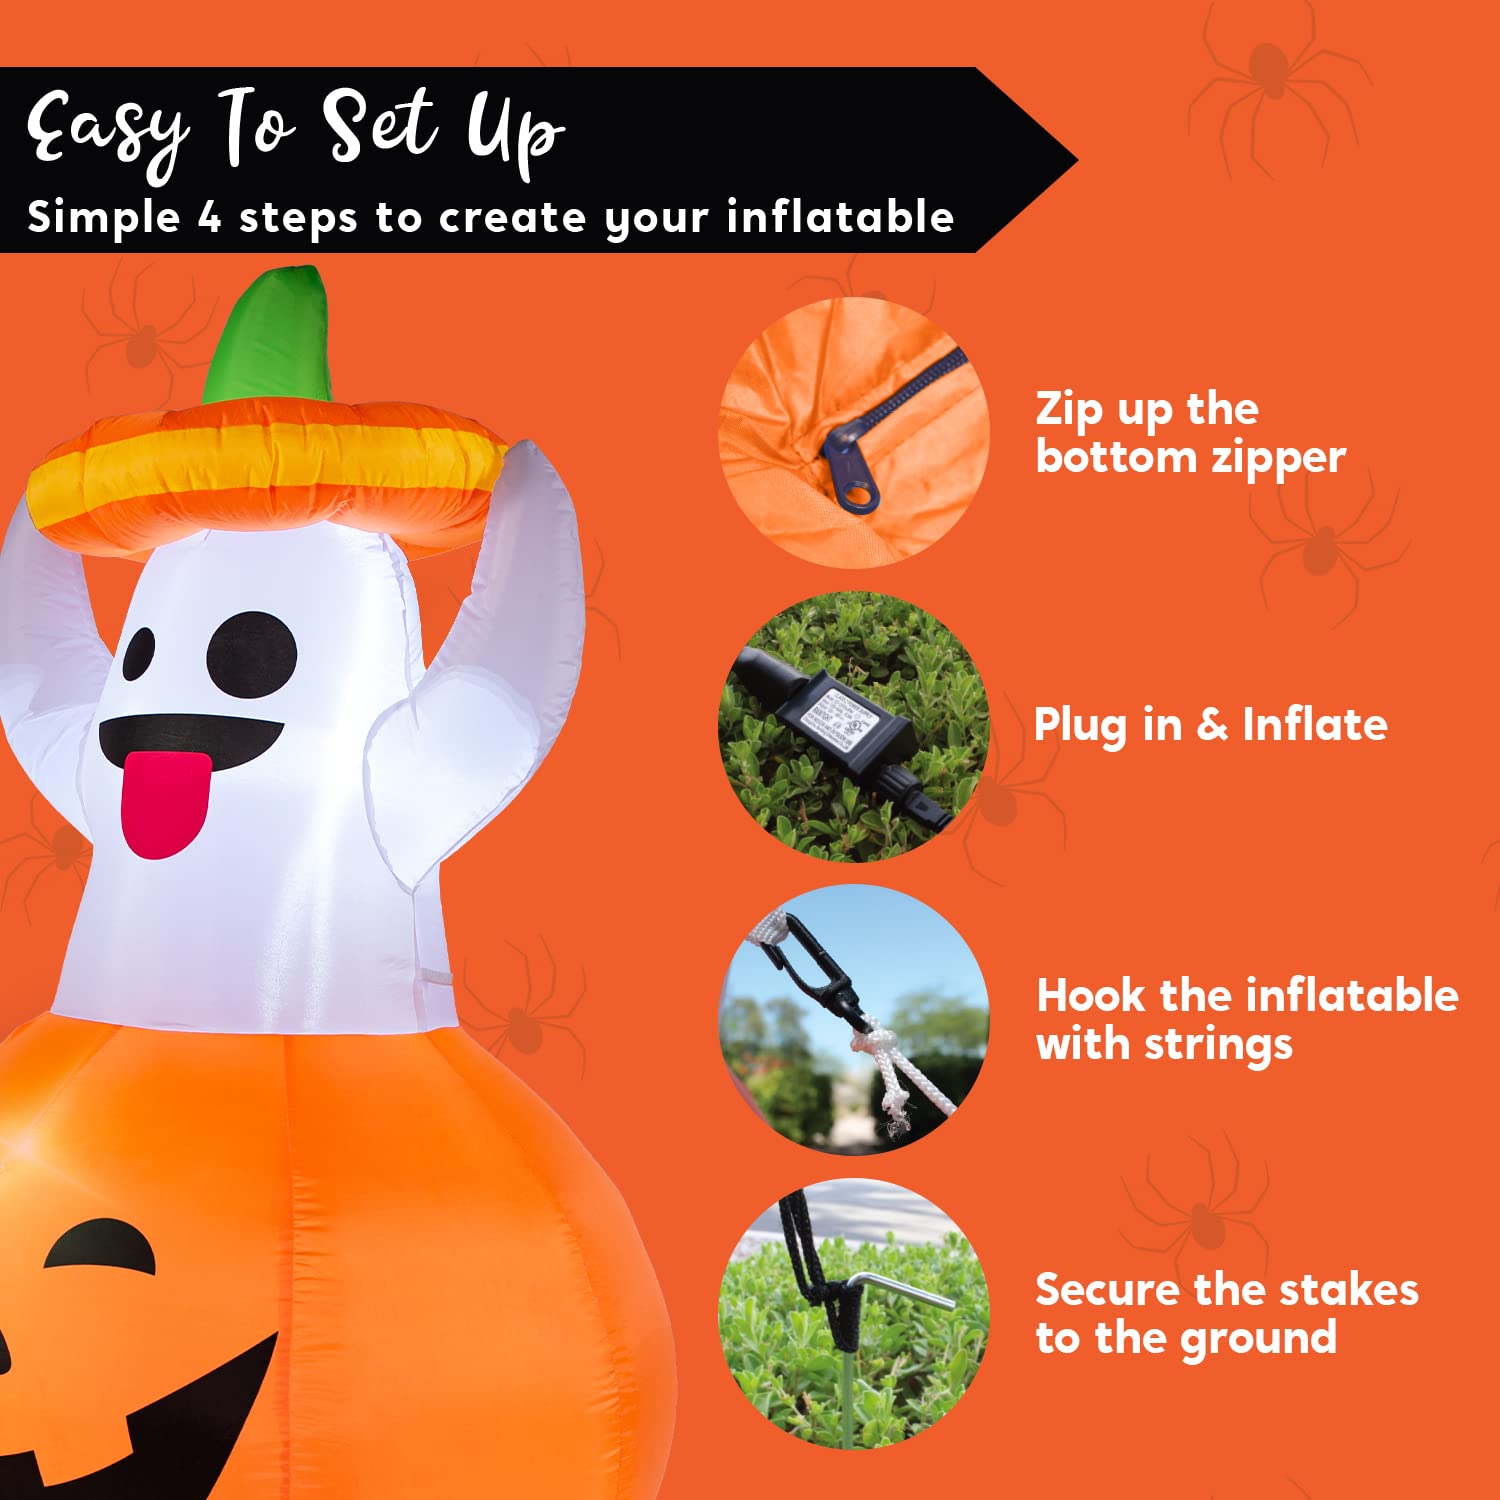 Easy To Set Up
Simple 4 steps to create your inflatable
Zip up the
bottom zipper
Plug in & Inflate
Hook the inflatable
with strings
Secure the stakes
to the ground